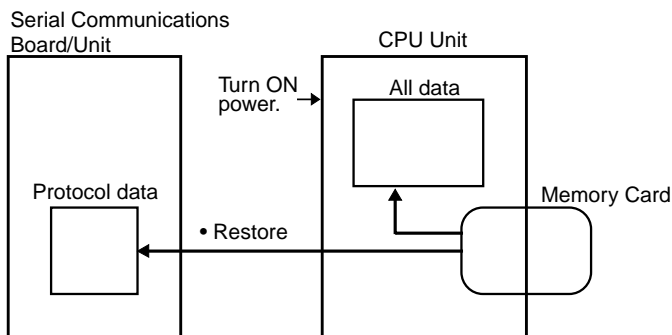 Serial Communications
Board/Unit
CPU Unit
Turn ON
power.
All data
Protocol data
Memory Card
• Restore